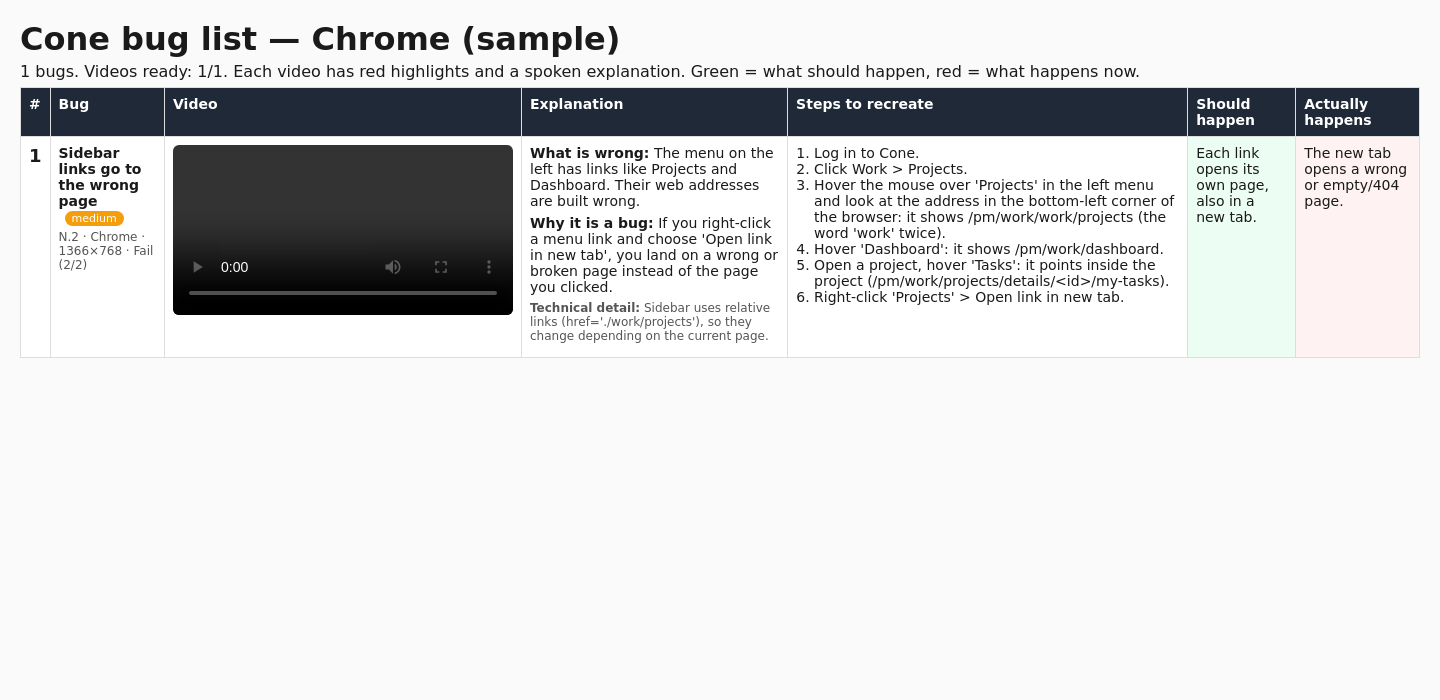 Cone bug list — Chrome (sample)
1 bugs. Videos ready: 1/1. Each video has red highlights and a spoken explanation. Green = what should happen, red = what happens now.
#
Bug
Video
Explanation
Steps to recreate
Should
happen
Actually
happens
1
Sidebar
links go to
the wrong
page
medium
N.2 · Chrome ·
1366×768 · Fail
(2/2)
0:00
What is wrong: The menu on the
left has links like Projects and
Dashboard. Their web addresses
are built wrong.
Why it is a bug: If you right-click
a menu link and choose 'Open link
in new tab', you land on a wrong or
broken page instead of the page
you clicked.
Technical detail: Sidebar uses relative
links (href='./work/projects'), so they
change depending on the current page.
1. Log in to Cone.
2. Click Work > Projects.
3. Hover the mouse over 'Projects' in the left menu
and look at the address in the bottom-left corner of
the browser: it shows /pm/work/work/projects (the
word 'work' twice).
4. Hover 'Dashboard': it shows /pm/work/dashboard.
5. Open a project, hover 'Tasks': it points inside the
project (/pm/work/projects/details/<id>/my-tasks).
6. Right-click 'Projects' > Open link in new tab.
Each link
opens its
own page,
also in a
new tab.
The new tab
opens a wrong
or empty/404
page.